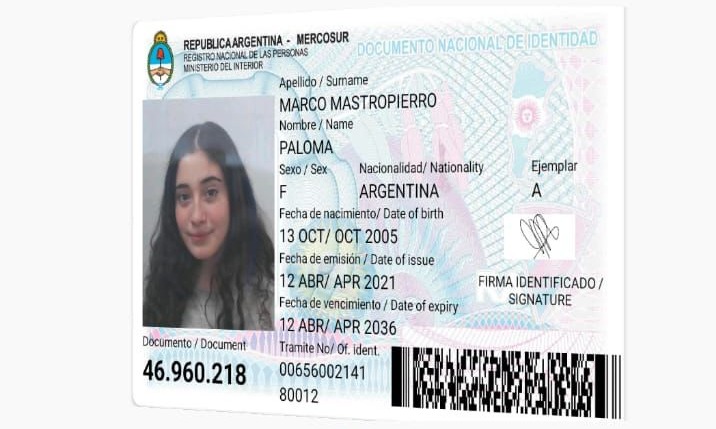 REPUBLICA ARGENTINA - MERCOSUR
REGISTRO NACIONAL DE LAS PERSONAS
MINISTERIO DEL INTERIOR
DOCUMENTO NACIONAL DE IDENTIDAD
Apellido / Surname
MARCO MASTROPIERRO
Nombre / Name
PALOMA
Sexo / Sex Nacionalidad/ Nationality Ejemplar
F ARGENTINA A
Fecha de nacimiento/ Date of birth
13 OCT/ OCT 2005
Fecha de emisión / Date of issue
12 ABR/ APR 2021
FIRMA IDENTIFICADO /
SIGNATURE
Fecha de vencimiento / Date of expiry
12 ABR/ APR 2036
Documento / Document
46.960.218
Tramite No/ Of. ident.
00656002141
80012